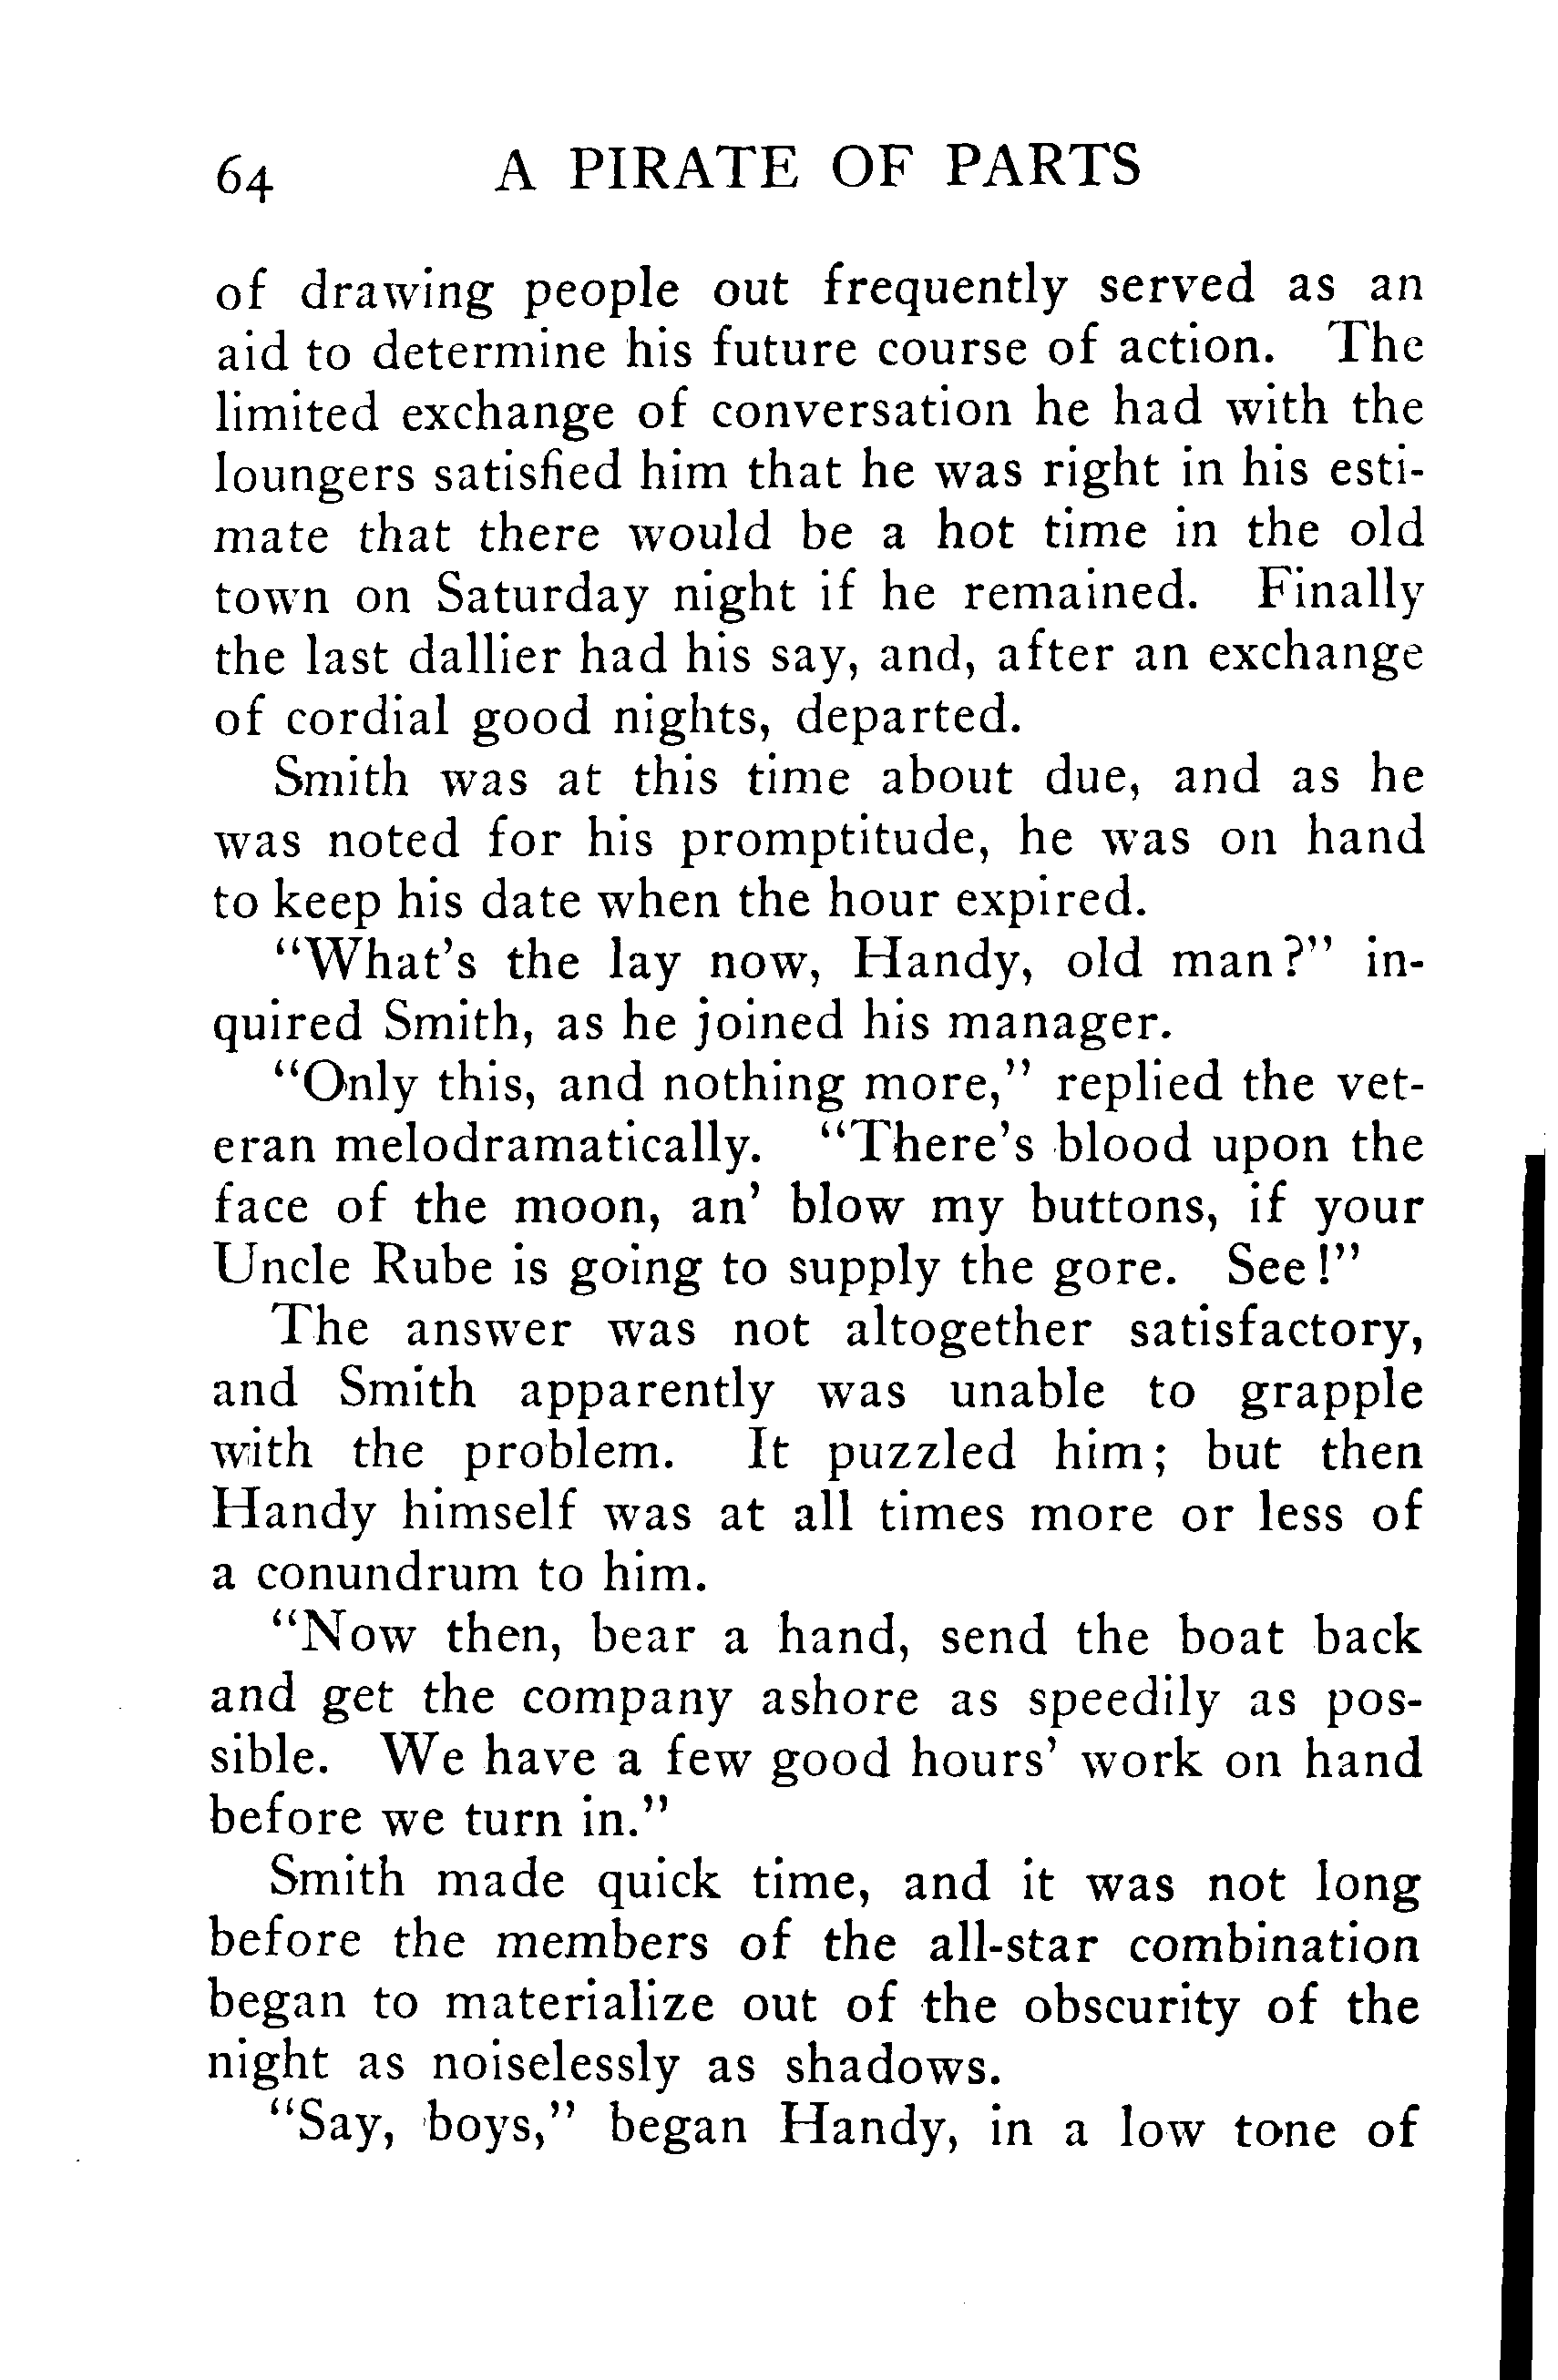 64 A PIRATE OF PARTS
of drawing people out frequently served as an
aid to determine his future course of action. The
limited exchange of conversation he had with the
loungers satisfied him that he was right in his esti-
mate that there would be a hot time in the old
town on Saturday night if he remained. Finally
the last dallier had his say, and, after an exchange
of cordial good nights, departed.
Smith was at this time about due, and as he
was noted for his promptitude, he was on hand
to keep his date when the hour expired.
"What's the lay now, Handy, old man?" in-
quired Smith, as he joined his manager.
"Only this, and nothing more," replied the vet-
eran melodramatically. "There's blood upon the
face of the moon, an' blow my buttons, if your
Uncle Rube is going to supply the gore. See!"
The answer was not altogether satisfactory,
and Smith apparently was unable to grapple
with the problem. It puzzled him; but then
Handy himself was at all times more or less of
a conundrum to him.
"Now then, bear a hand, send the boat back
and get the company ashore as speedily as pos-
sible. We have a few good hours' work on hand
before we turn in."
Smith made quick time, and it was not long
before the members of the all-star combination
began to materialize out of the obscurity of the
night as noiselessly as shadows.
"Say, boys," began Handy, in a low tone of